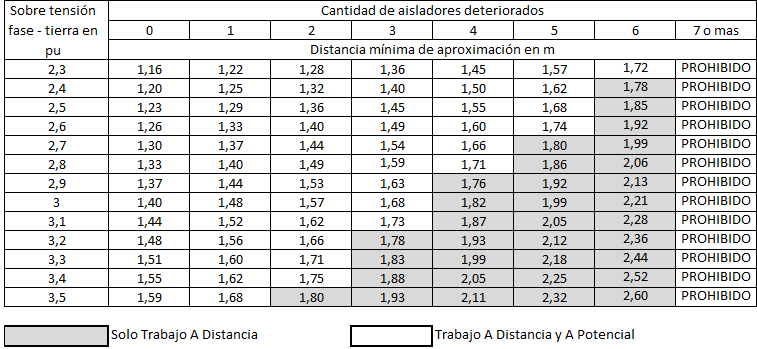 Sobre tensión fase - tierra en pu
Cantidad de aisladores deteriorados
0 1 2 3 4 5 6 7 o mas
Distancia mínima de aproximación en m
2,3 1,16 1,22 1,28 1,36 1,45 1,57 1,72 PROHIBIDO
2,4 1,20 1,25 1,32 1,40 1,50 1,62 1,78 PROHIBIDO
2,5 1,23 1,29 1,36 1,45 1,55 1,68 1,85 PROHIBIDO
2,6 1,26 1,33 1,40 1,49 1,60 1,74 1,92 PROHIBIDO
2,7 1,30 1,37 1,44 1,54 1,66 1,80 1,99 PROHIBIDO
2,8 1,33 1,40 1,49 1,59 1,71 1,86 2,06 PROHIBIDO
2,9 1,37 1,44 1,53 1,63 1,76 1,92 2,13 PROHIBIDO
3 1,40 1,48 1,57 1,68 1,82 1,99 2,21 PROHIBIDO
3,1 1,44 1,52 1,62 1,73 1,87 2,05 2,28 PROHIBIDO
3,2 1,48 1,56 1,66 1,78 1,93 2,12 2,36 PROHIBIDO
3,3 1,51 1,60 1,71 1,83 1,99 2,18 2,44 PROHIBIDO
3,4 1,55 1,62 1,75 1,88 2,05 2,25 2,52 PROHIBIDO
3,5 1,59 1,68 1,80 1,93 2,11 2,32 2,60 PROHIBIDO
Solo Trabajo A Distancia
Trabajo A Distancia y A Potencial